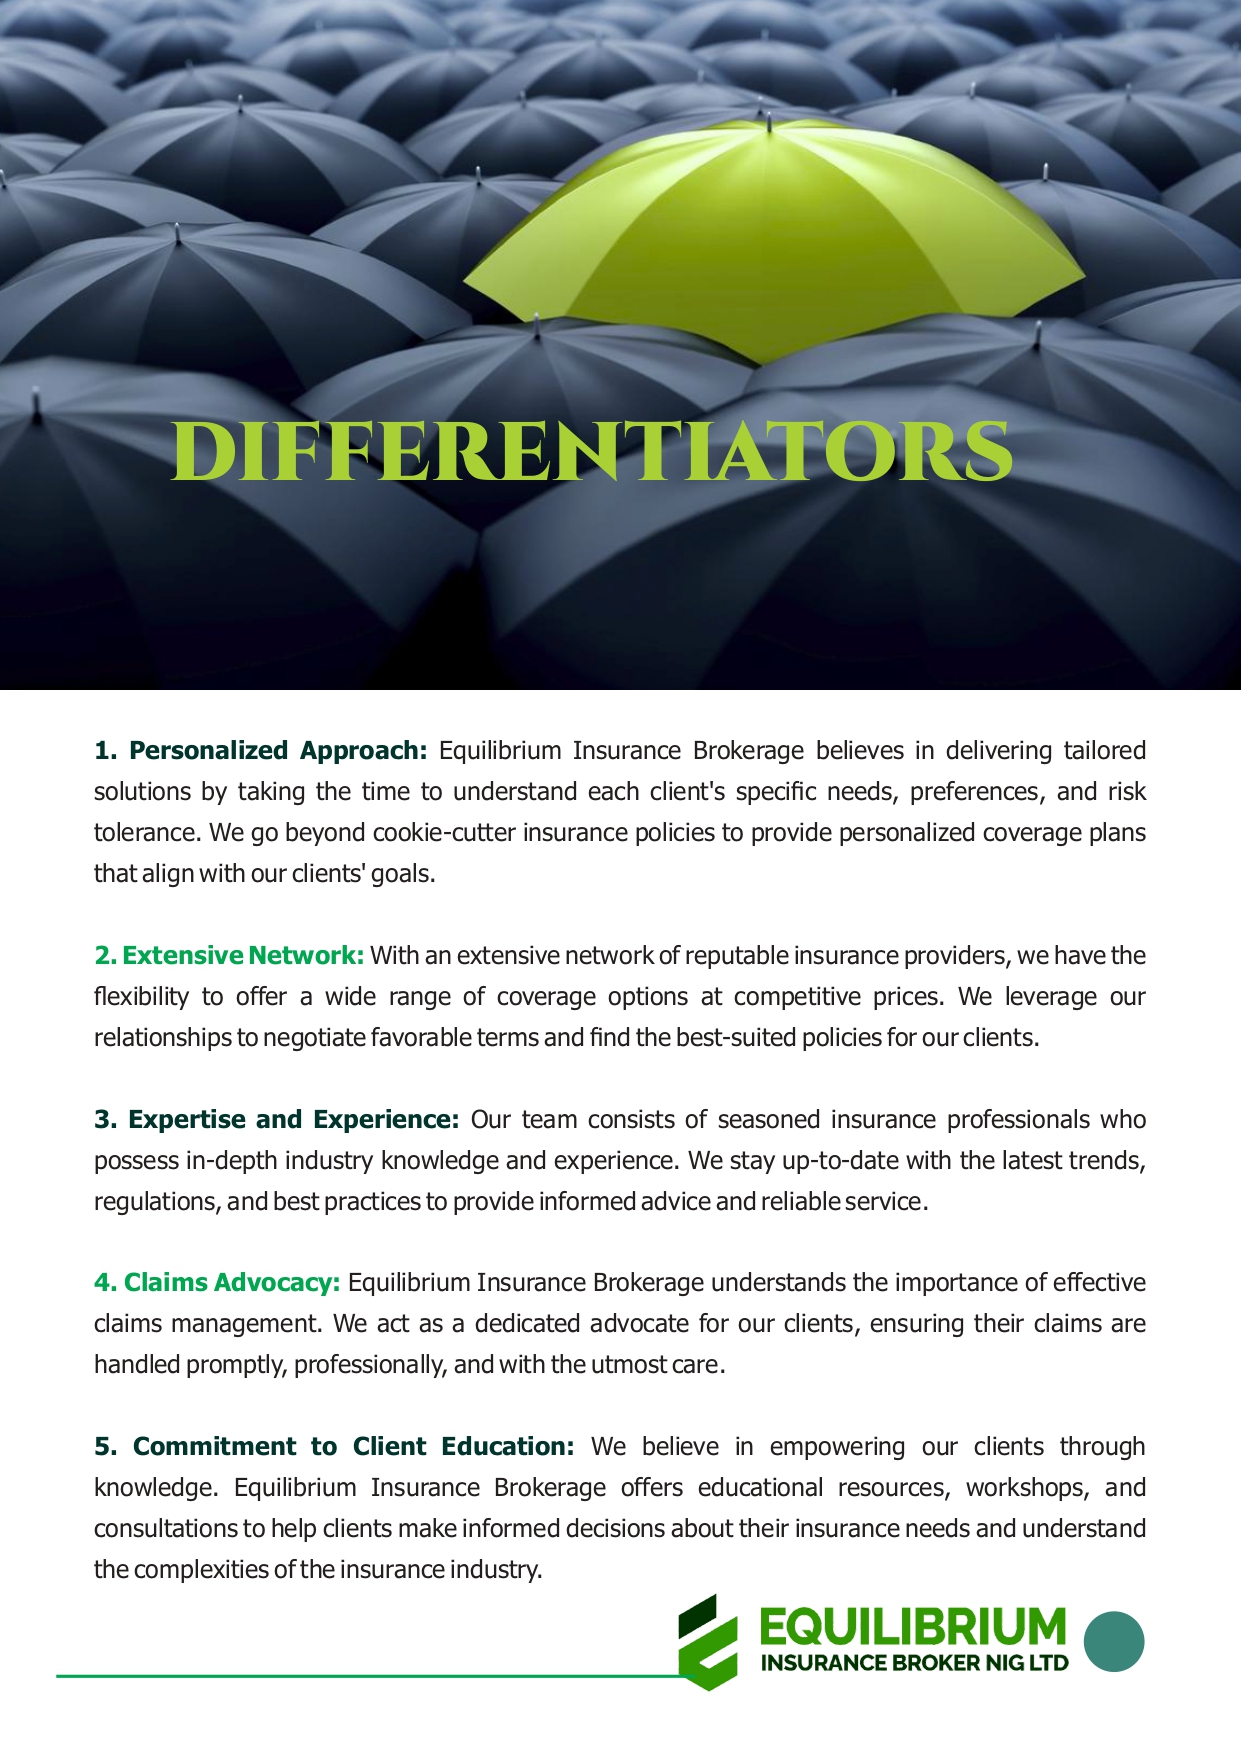 DIFFERENTIATORS
1. Personalized Approach: Equilibrium Insurance Brokerage believes in delivering tailored
solutions by taking the time to understand each client's specific needs, preferences, and risk
tolerance. We go beyond cookie-cutter insurance policies to provide personalized coverage plans
that align with our clients' goals.
2. Extensive Network: With an extensive network of reputable insurance providers, we have the
flexibility to offer a wide range of coverage options at competitive prices. We leverage our
relationships to negotiate favorable terms and find the best-suited policies for our clients.
3. Expertise and Experience: Our team consists of seasoned insurance professionals who
possess in-depth industry knowledge and experience. We stay up-to-date with the latest trends,
regulations, and best practices to provide informed advice and reliable service.
4. Claims Advocacy: Equilibrium Insurance Brokerage understands the importance of effective
claims management. We act as a dedicated advocate for our clients, ensuring their claims are
handled promptly, professionally, and with the utmost care.
5. Commitment to Client Education: We believe in empowering our clients through
knowledge. Equilibrium Insurance Brokerage offers educational resources, workshops, and
consultations to help clients make informed decisions about their insurance needs and understand
the complexities of the insurance industry.
EQUILIBRIUM
INSURANCE BROKER NIG LTD